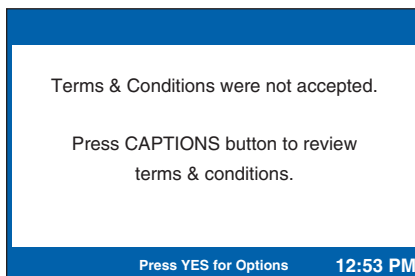 Terms & Conditions were not accepted.
Press CAPTIONS button to review
terms & conditions.
Press YES for Options 12:53 PM